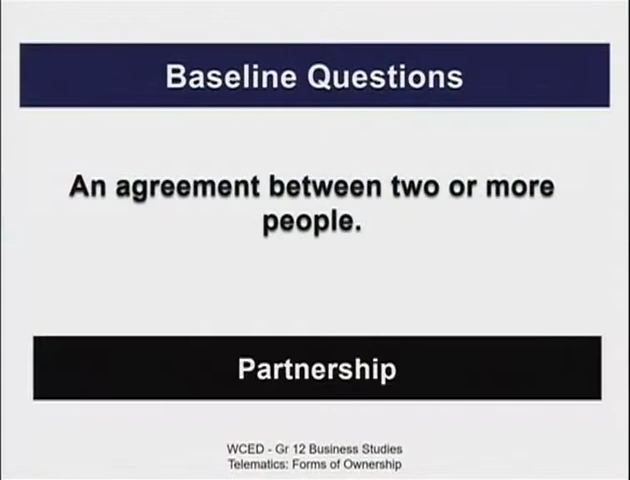 Baseline Questions
An agreement between two or more
people.
Partnership
WCED - Gr 12 Business Studies
Telematics: Forms of Ownership